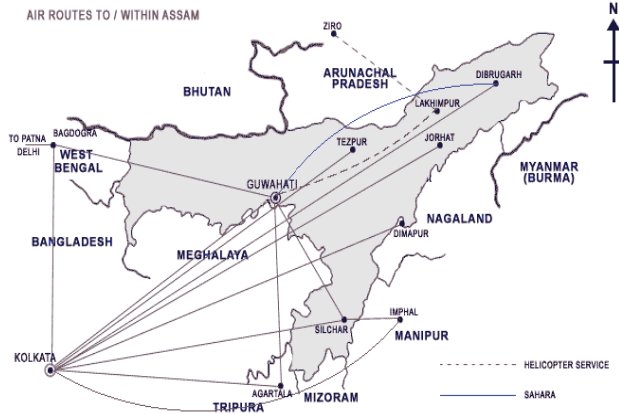 AIR ROUTES TO / WITHIN ASSAM
N
ZIRO
ARUNACHAL
PRADESH
DIBRUGARH
BHUTAN
LAKHIMPUR
TO PATNA
BAGDOGRA
DELHI
WEST
BENGAL
TEZPUR
JORHAT
MYANMAR
(BURMA)
GUWAHATI
NAGALAND
BANGLADESH
MEGHALAYA
DIMAPUR
IMPHAL
SILCHAR
MANIPUR
KOLKATA
HELICOPTER SERVICE
AGARTALA
MIZORAM
SAHARA
TRIPURA